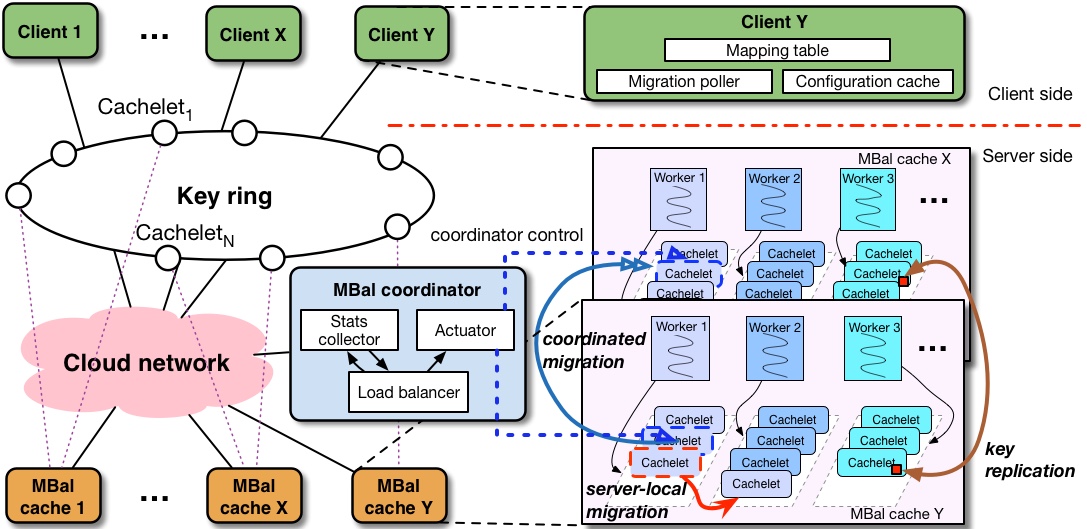 Client 1
...
Client X
Client Y
Client Y
Mapping table
Migration poller
Configuration cache
Client side
Server side
Cachelet1
Key ring
CacheletN
MBal cache X
Worker 1
Worker 2
Worker 3
...
Cachelet
Cachelet
Cachelet
Cachelet
Cachelet
Cachelet
Cachelet
Cachelet
Cachelet
coordinator control
MBal coordinator
Stats
collector
Actuator
Load balancer
coordinated
migration
Cloud network
Worker 1
Worker 2
Worker 3
...
Cachelet
Cachelet
Cachelet
Cachelet
Cachelet
Cachelet
Cachelet
Cachelet
Cachelet
Cachelet
key
replication
server-local
migration
MBal cache Y
MBal
cache 1
...
MBal
cache X
MBal
cache Y